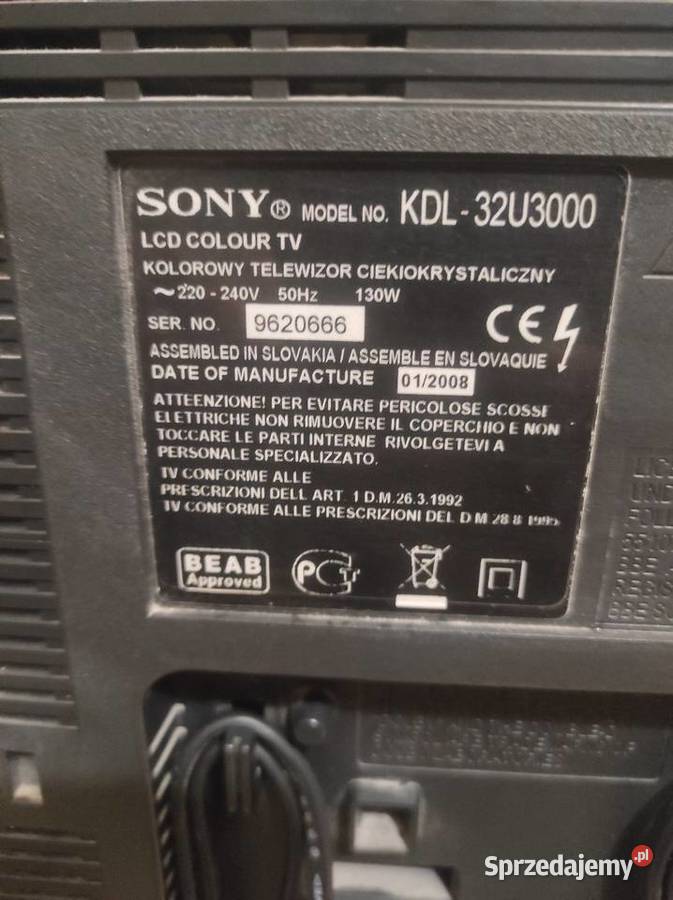 SONY® MODEL NO. KDL-32U3000
LCD COLOUR TV
KOLOROWY TELEWIZOR CIEKIOKRYSTALICZNY
~220 - 240V 50Hz 130W
SER. NO. 9620666
CE
ASSEMBLED IN SLOVAKIA / ASSEMBLE EN SLOVAQUIE
DATE OF MANUFACTURE 01/2008
ATTEENZIONE! PER EVITARE PERICOLOSE SCOSSE
ELETTRICHE NON RIMUOVERE IL COPERCHIO E NON
TOCCARE LE PARTI INTERNE RIVOLGETEVI A
PERSONALE SPECIALIZZATO.
TV CONFORME ALLE
PRESCRIZIONI DELL ART 1 D.M.26.3.1992
TV CONFORME ALLE PRESCRIZIONI DEL D M 28 8 1995
BEAB
Approved
Sprzedajemy.pl